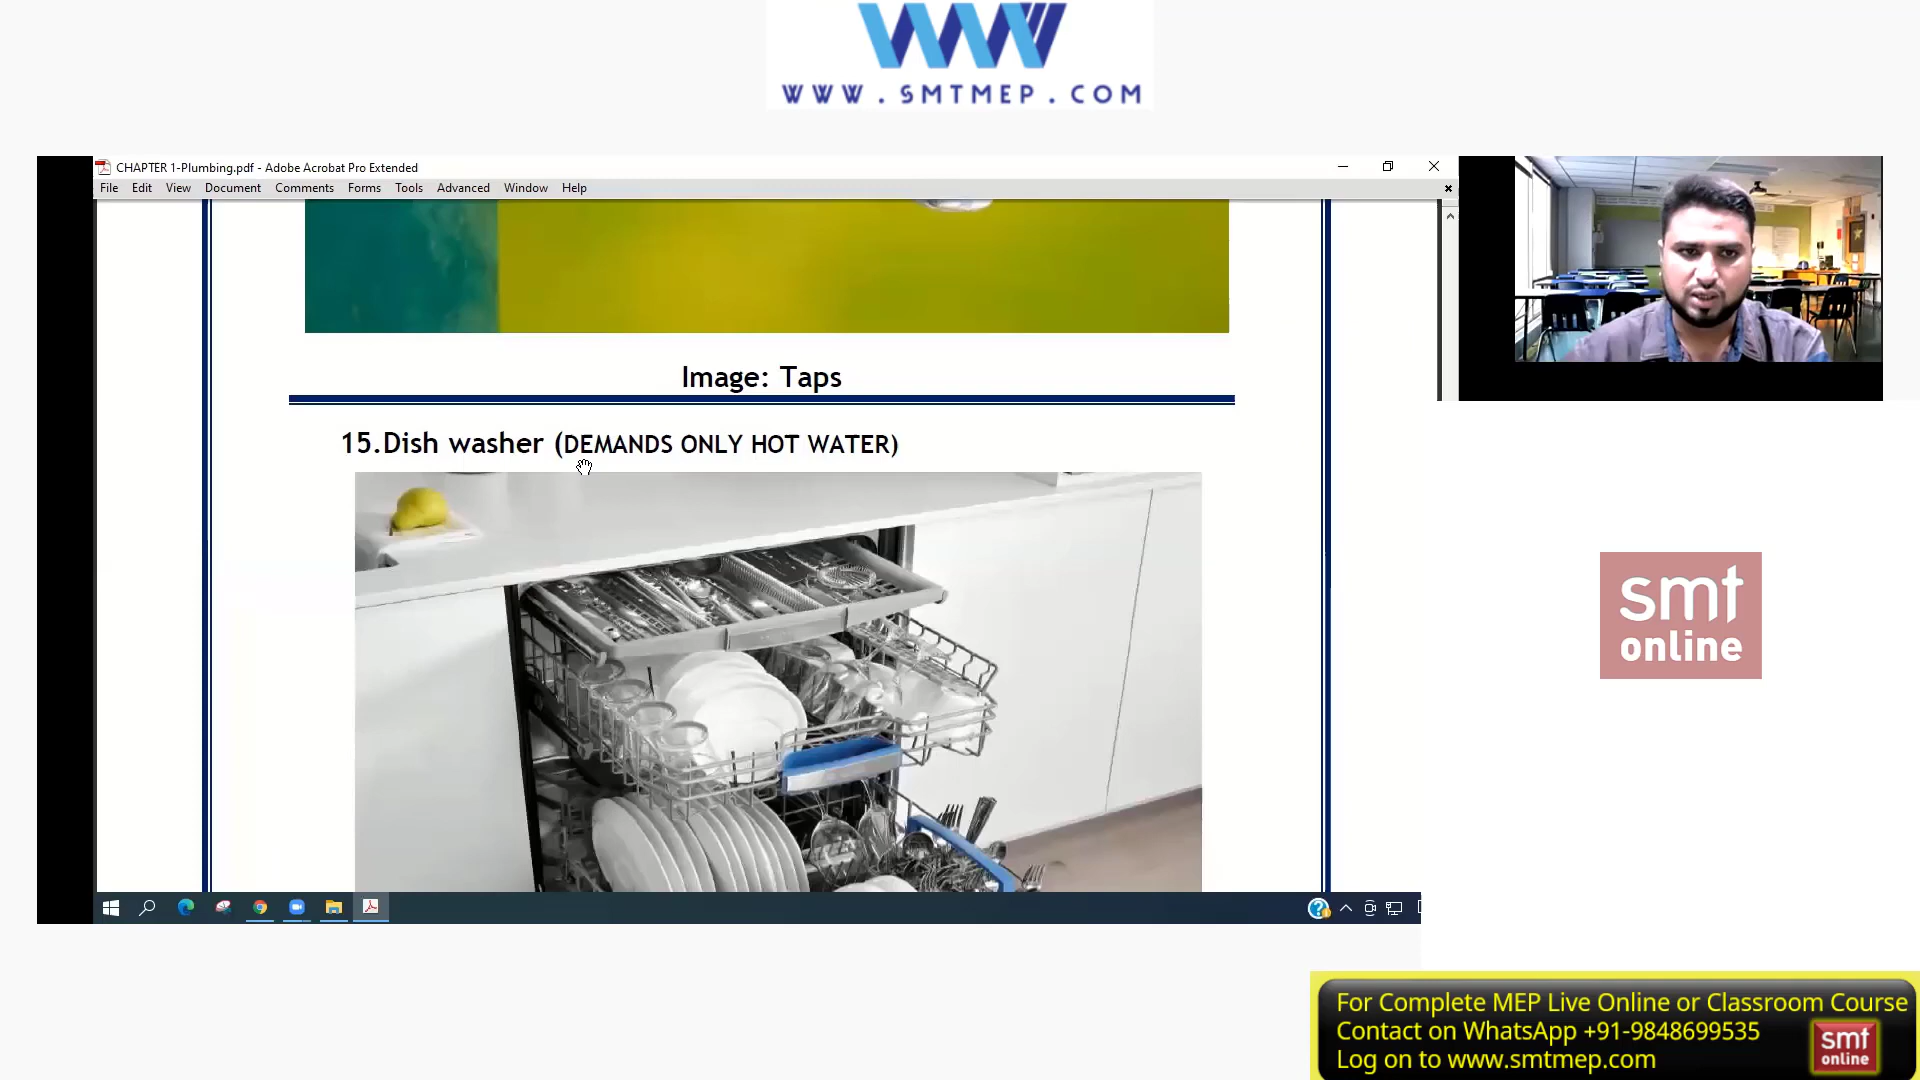 WWW.SMTMEP.COM
CHAPTER 1-Plumbing.pdf - Adobe Acrobat Pro Extended
File Edit View Document Comments Forms Tools Advanced Window Help
Image: Taps
15.Dish washer (DEMANDS ONLY HOT WATER)
smt
online
For Complete MEP Live Online or Classroom Course
Contact on WhatsApp +91-9848699535
Log on to www.smtmep.com
smt
online